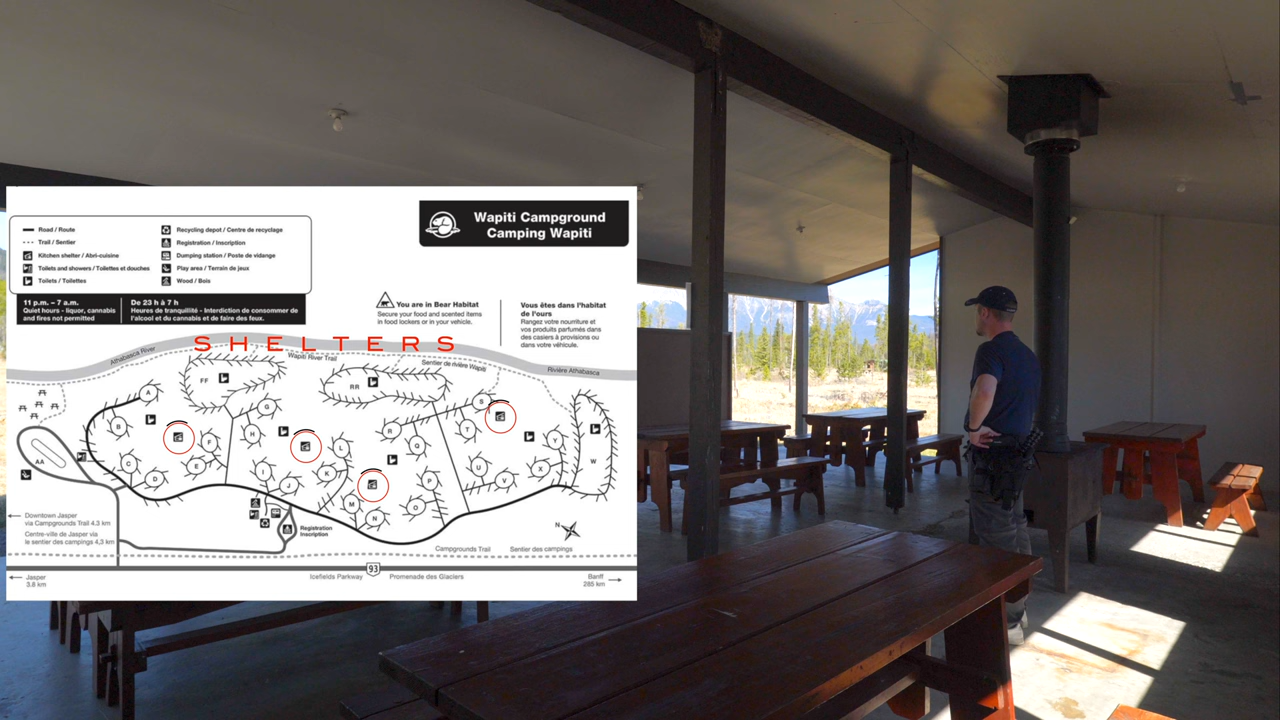 Wapiti Campground
Camping Wapiti
Road / Route
Trail / Sentier
Kitchen shelter / Abri-cuisine
Toilets and showers / Toilettes et douches
Toilets / Toilettes
Recycling depot / Centre de recyclage
Registration / Inscription
Dumping station / Poste de vidange
Play area / Terrain de jeux
Wood / Bois
11 p.m. – 7 a.m.
Quiet hours - liquor, cannabis
and fires not permitted
De 23 h à 7 h
Heures de tranquilité - Interdiction de consommer de
l'alcool et du cannabis et de faire des feux.
You are in Bear Habitat
Secure your food and scented items
in food lockers or in your vehicle.
Vous êtes dans l'habitat
de l'ours
Rangez votre nourriture et
vos produits parfumés dans
des casiers à provisions ou
dans votre véhicule.
SHELTERS
Athabasca River
Wapiti River Trail
Sentier de rivière Wapiti
Rivière Athabasca
FF
RR
A
S
G
B
H
F
R
T
Q
Y
L
W
AA
C
E
I
K
U
X
D
J
P
V
M
O
N
Registration
Inscription
N
Downtown Jasper
via Campgrounds Trail 4.3 km
Centre-ville de Jasper via
le sentier des campings 4,3 km
Campgrounds Trail
Sentier des campings
93
Icefields Parkway
Promenade des Glaciers
Jasper
3.8 km
Banff
285 km